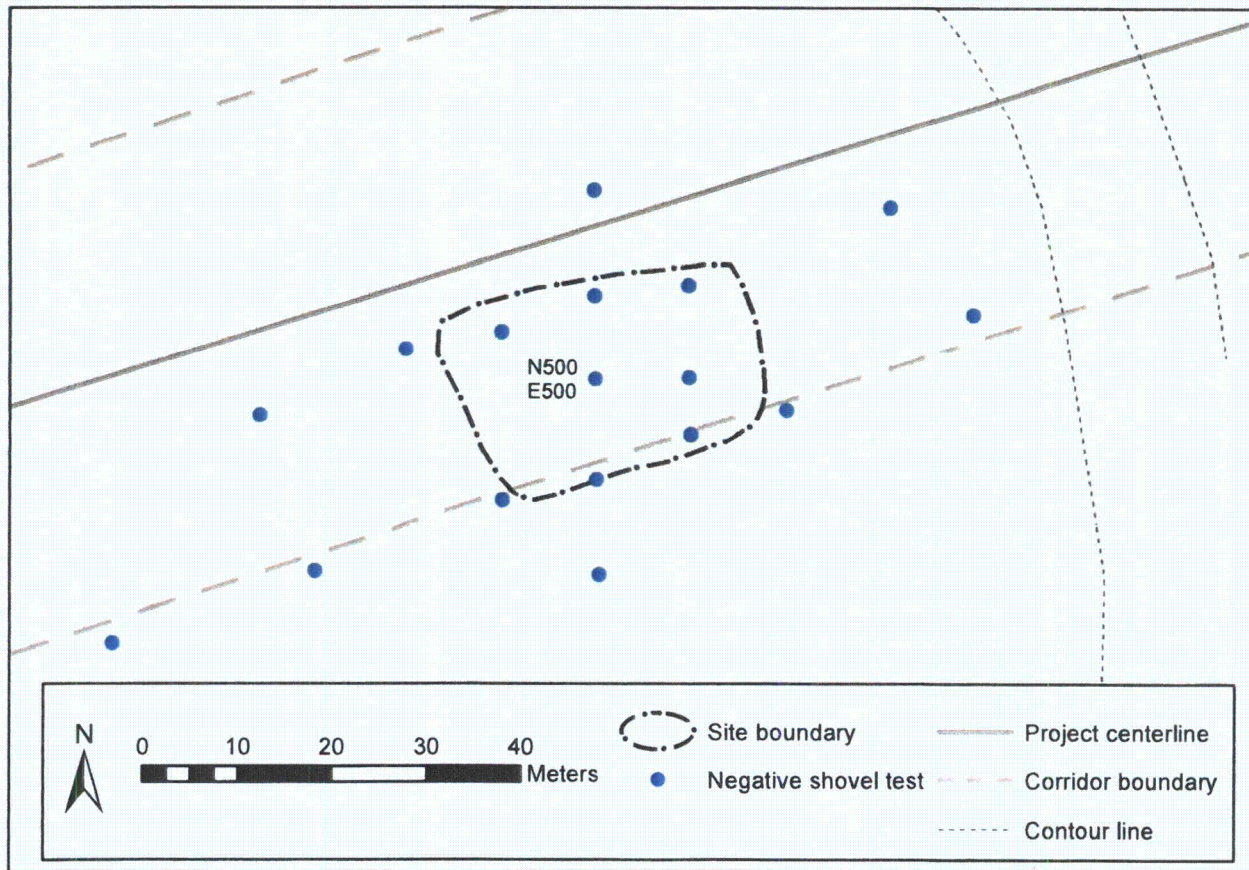 N500
E500
N
0 10 20 30 40
Meters
Site boundary
Negative shovel test
Project centerline
Corridor boundary
Contour line